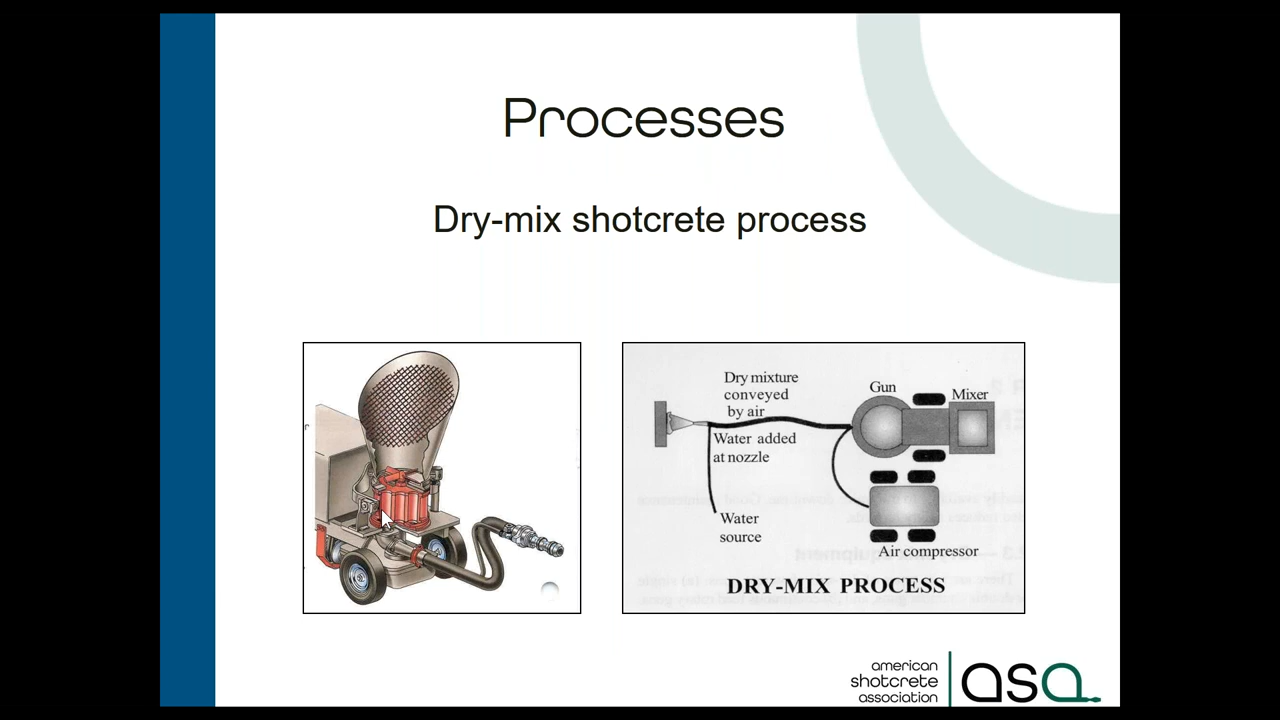 Processes
Dry-mix shotcrete process
Dry mixture
conveyed
by air
Gun
Mixer
Water added
at nozzle
Water
source
Air compressor
DRY-MIX PROCESS
american
shotcrete
association
asa